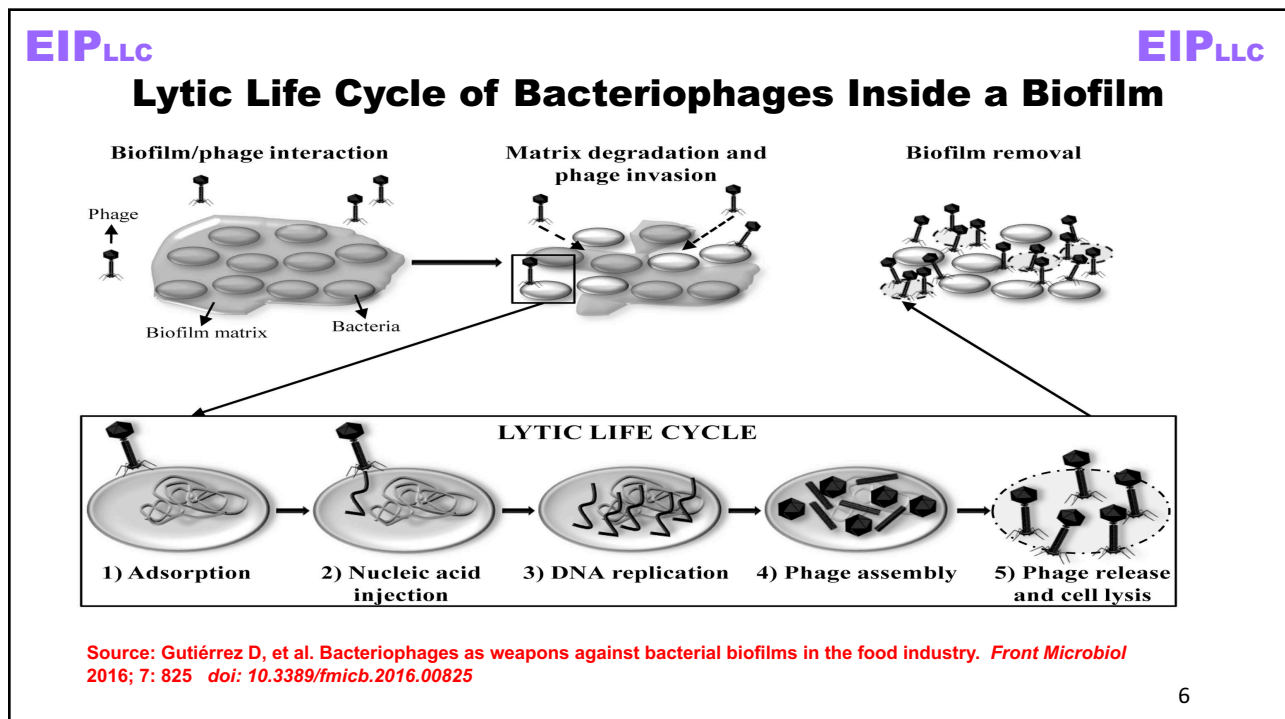 EIPLLC
EIPLLC
Lytic Life Cycle of Bacteriophages Inside a Biofilm
Biofilm/phage interaction
Matrix degradation and
phage invasion
Biofilm removal
Phage
Biofilm matrix
Bacteria
LYTIC LIFE CYCLE
1) Adsorption
2) Nucleic acid
injection
3) DNA replication
4) Phage assembly
5) Phage release
and cell lysis
Source: Gutiérrez D, et al. Bacteriophages as weapons against bacterial biofilms in the food industry. Front Microbiol
2016; 7: 825 doi: 10.3389/fmicb.2016.00825
6